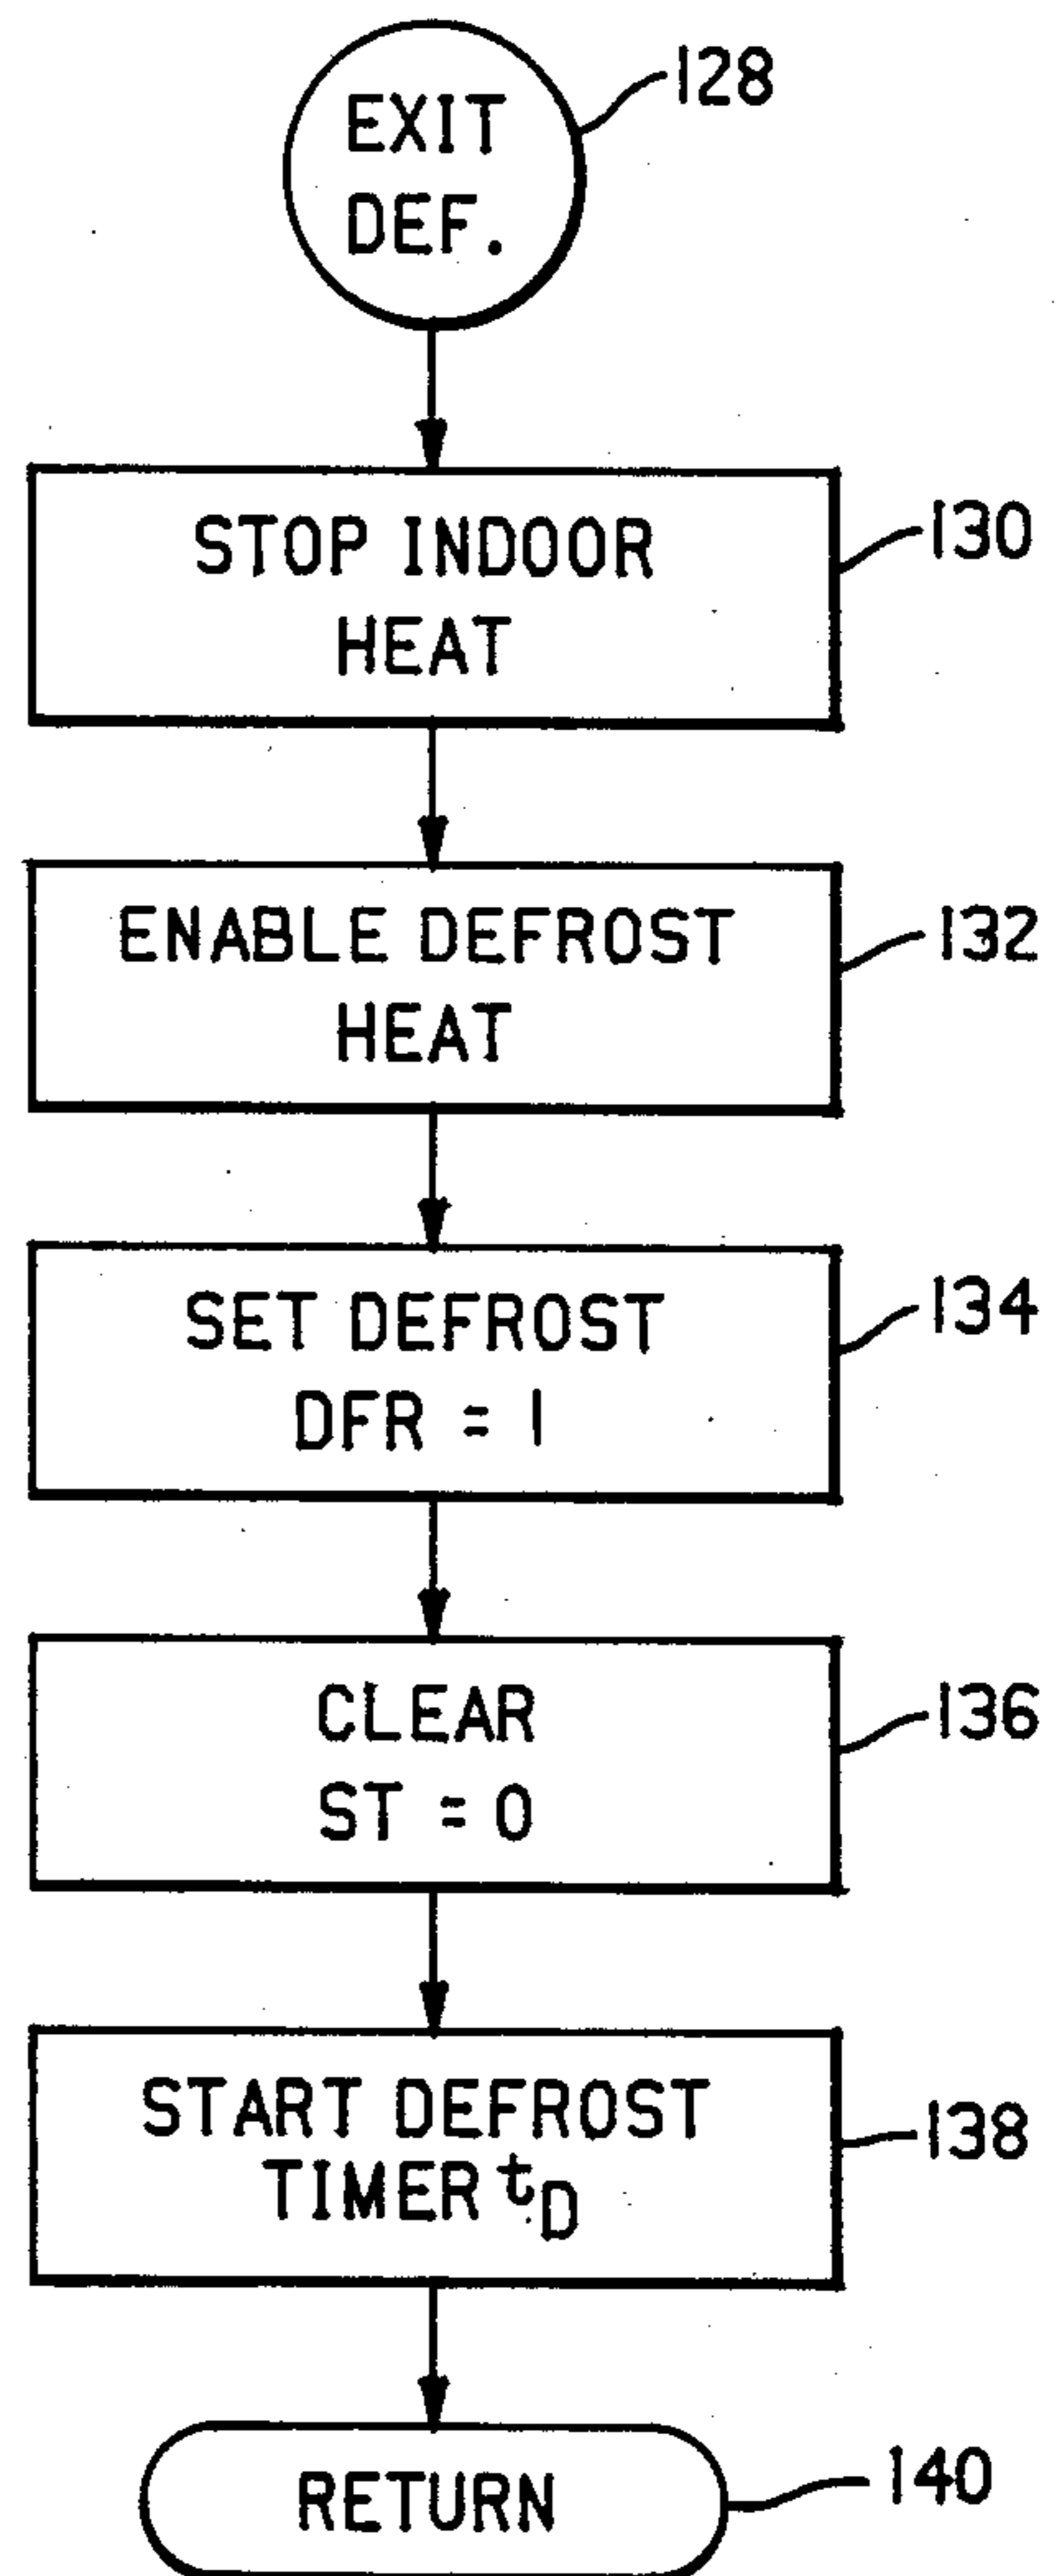 EXIT
DEF.
128
STOP INDOOR
HEAT
130
ENABLE DEFROST
HEAT
132
SET DEFROST
DFR = 1
134
CLEAR
ST = 0
136
START DEFROST
TIMER tD
138
RETURN
140